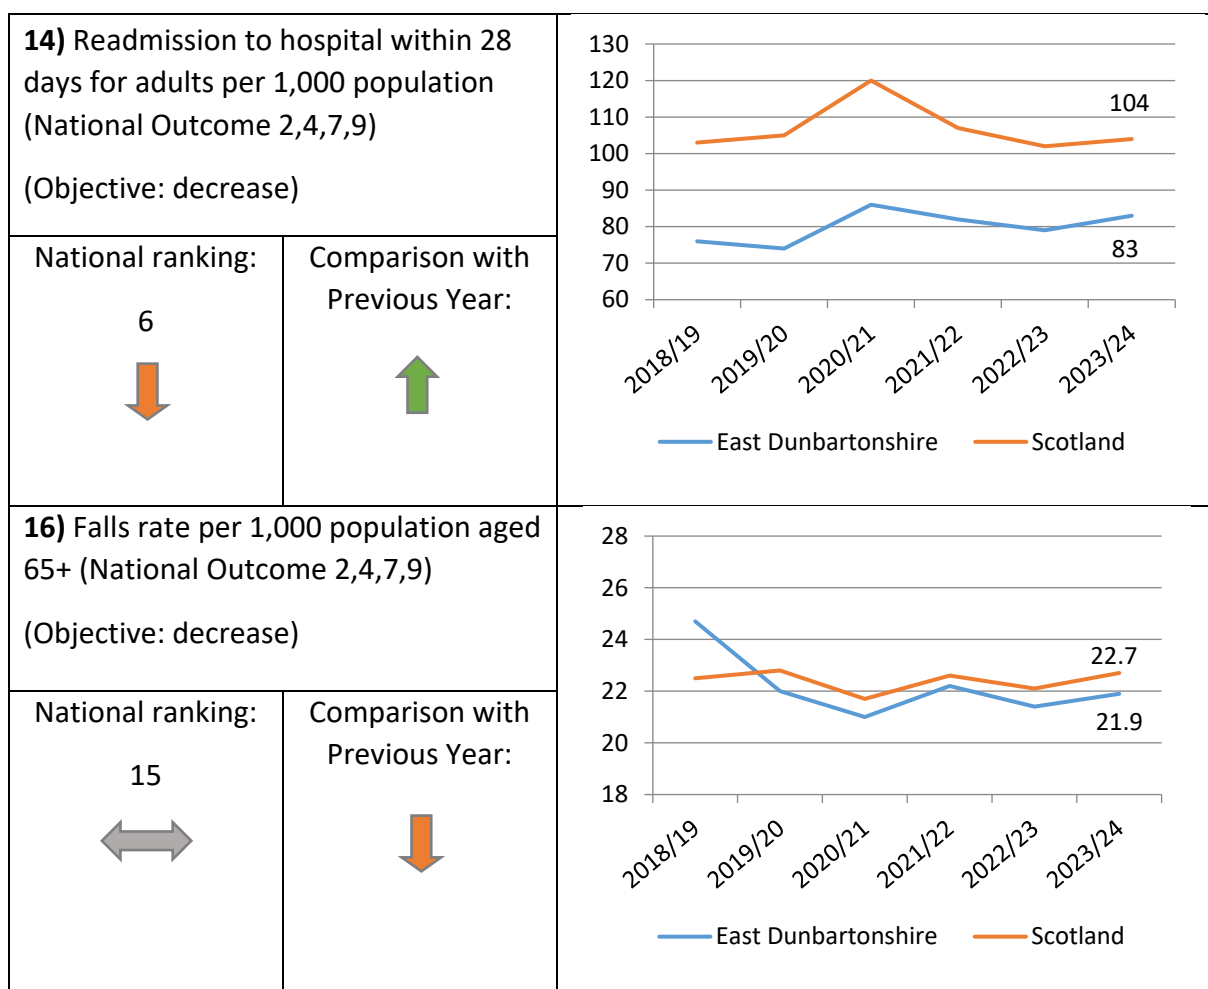 14) Readmission to hospital within 28
days for adults per 1,000 population
(National Outcome 2,4,7,9)
(Objective: decrease)
National ranking:
6
Comparison with
Previous Year:
130
120
110
100
90
80
70
60
104
83
2018/19
2019/20
2020/21
2021/22
2022/23
2023/24
East Dunbartonshire
Scotland
16) Falls rate per 1,000 population aged
65+ (National Outcome 2,4,7,9)
(Objective: decrease)
National ranking:
15
Comparison with
Previous Year:
28
26
24
22
20
18
22.7
21.9
2018/19
2019/20
2020/21
2021/22
2022/23
2023/24
East Dunbartonshire
Scotland